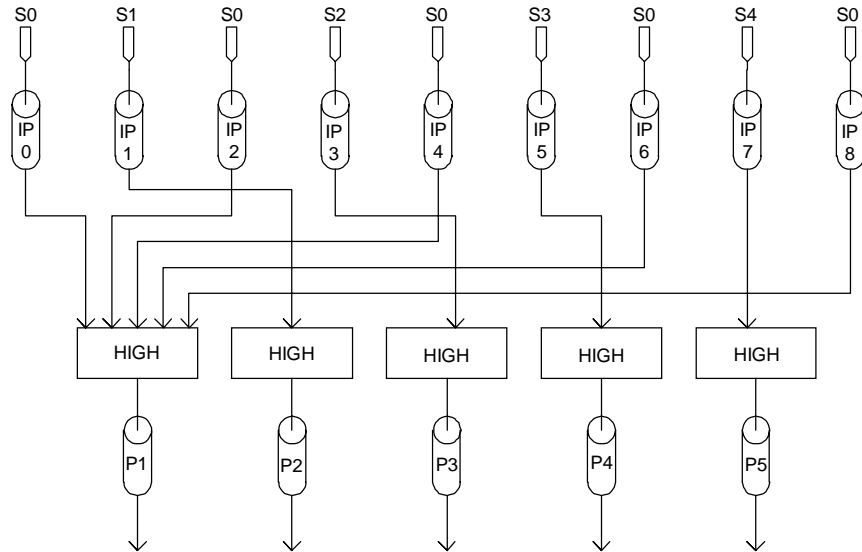 S0 S1 S0 S2 S0 S3 S0 S4 S0
IP IP IP IP IP IP IP IP IP
0 1 2 3 4 5 6 7 8
HIGH HIGH HIGH HIGH HIGH
P1 P2 P3 P4 P5